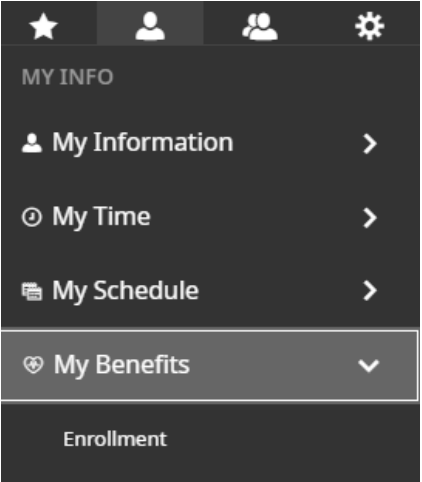 MY INFO
My Information
My Time
My Schedule
My Benefits
Enrollment